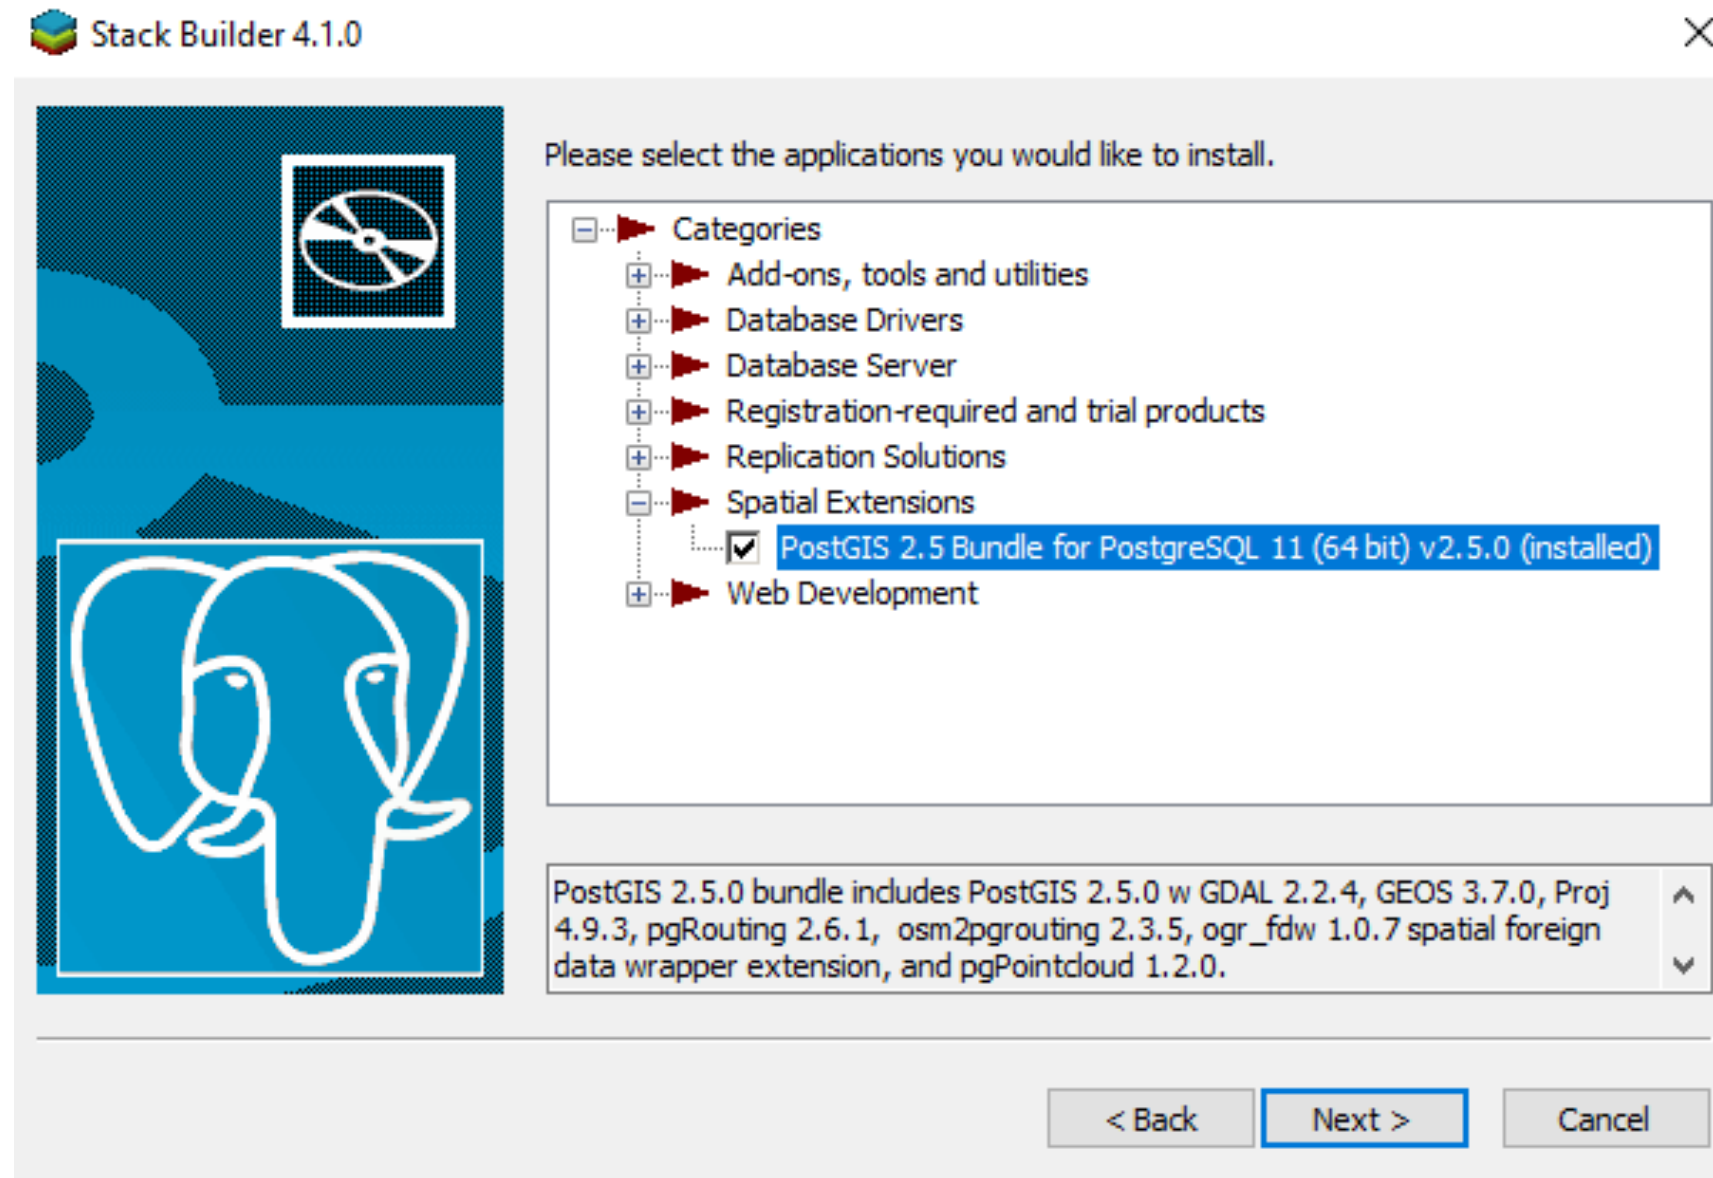 Stack Builder 4.1.0
Please select the applications you would like to install.
Categories
Add-ons, tools and utilities
Database Drivers
Database Server
Registration-required and trial products
Replication Solutions
Spatial Extensions
PostGIS 2.5 Bundle for PostgreSQL 11 (64 bit) v2.5.0 (installed)
Web Development
PostGIS 2.5.0 bundle includes PostGIS 2.5.0 w GDAL 2.2.4, GEOS 3.7.0, Proj
4.9.3, pgRouting 2.6.1,  osm2pgrouting 2.3.5, ogr_fdw 1.0.7 spatial foreign
data wrapper extension, and pgPointcloud 1.2.0.
< Back
Next >
Cancel